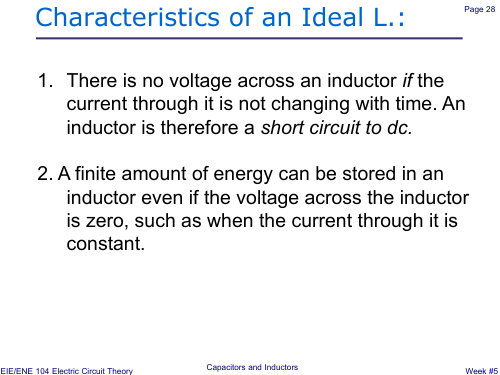 Characteristics of an Ideal L.:
Page 28
1. There is no voltage across an inductor if the
current through it is not changing with time. An
inductor is therefore a short circuit to dc.
2. A finite amount of energy can be stored in an
inductor even if the voltage across the inductor
is zero, such as when the current through it is
constant.
EIE/ENE 104 Electric Circuit Theory
Capacitors and Inductors
Week #5